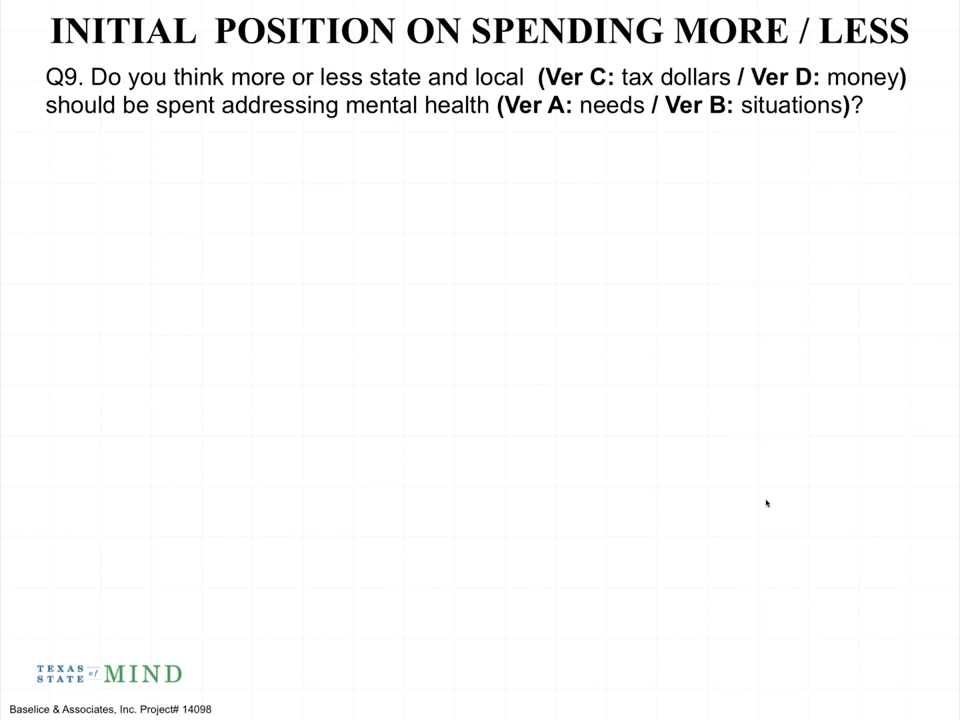 INITIAL POSITION ON SPENDING MORE / LESS
Q9. Do you think more or less state and local (Ver C: tax dollars / Ver D: money)
should be spent addressing mental health (Ver A: needs / Ver B: situations)?
TEXAS STATE of MIND
Baselice & Associates, Inc. Project# 14098